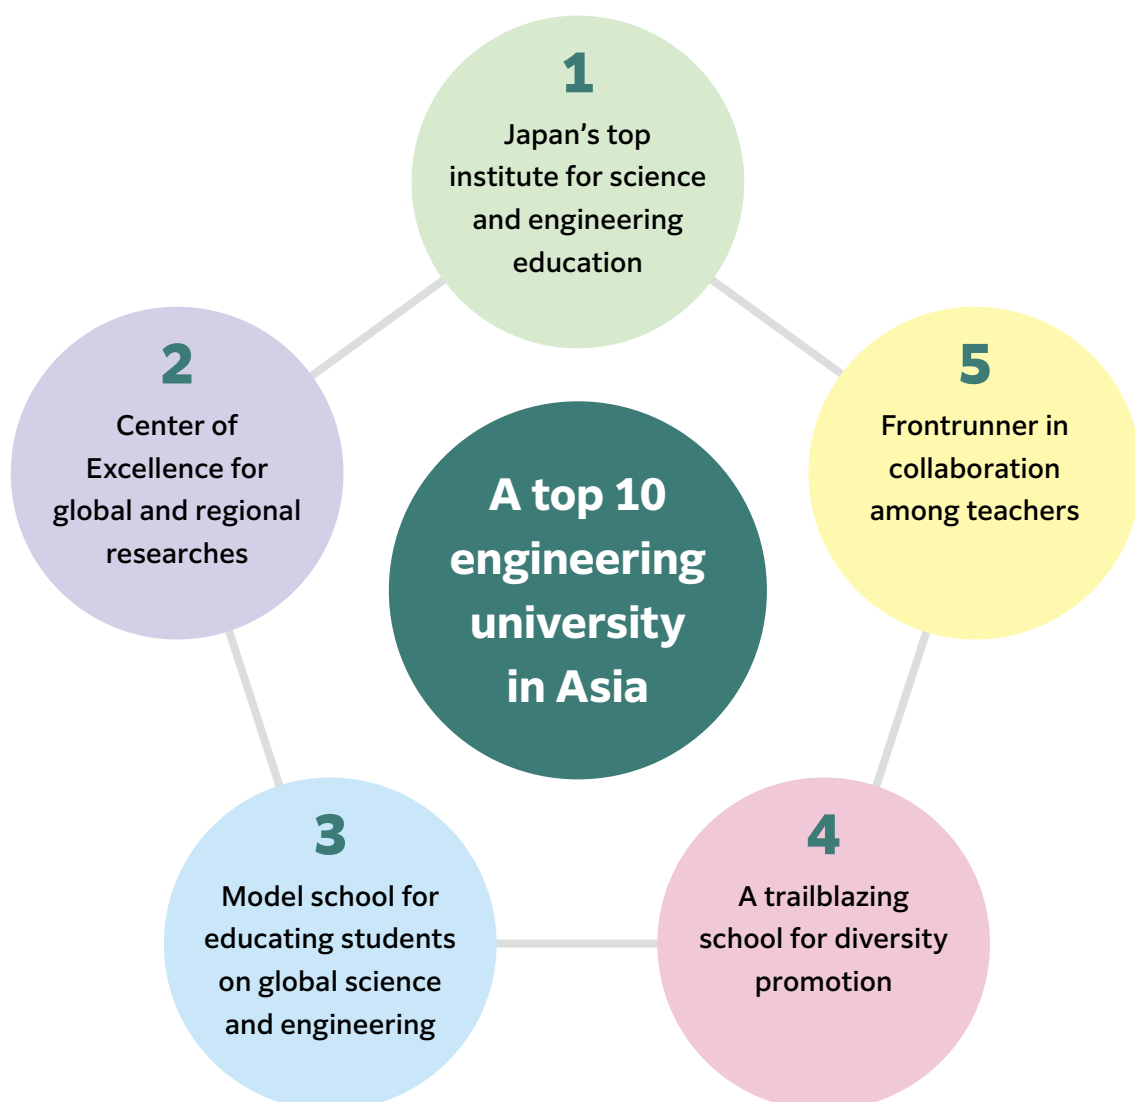 1
Japan's top
institute for science
and engineering
education
2
Center of
Excellence for
global and regional
researches
3
Model school for
educating students
on global science
and engineering
4
A trailblazing
school for diversity
promotion
5
Frontrunner in
collaboration
among teachers
A top 10
engineering
university
in Asia